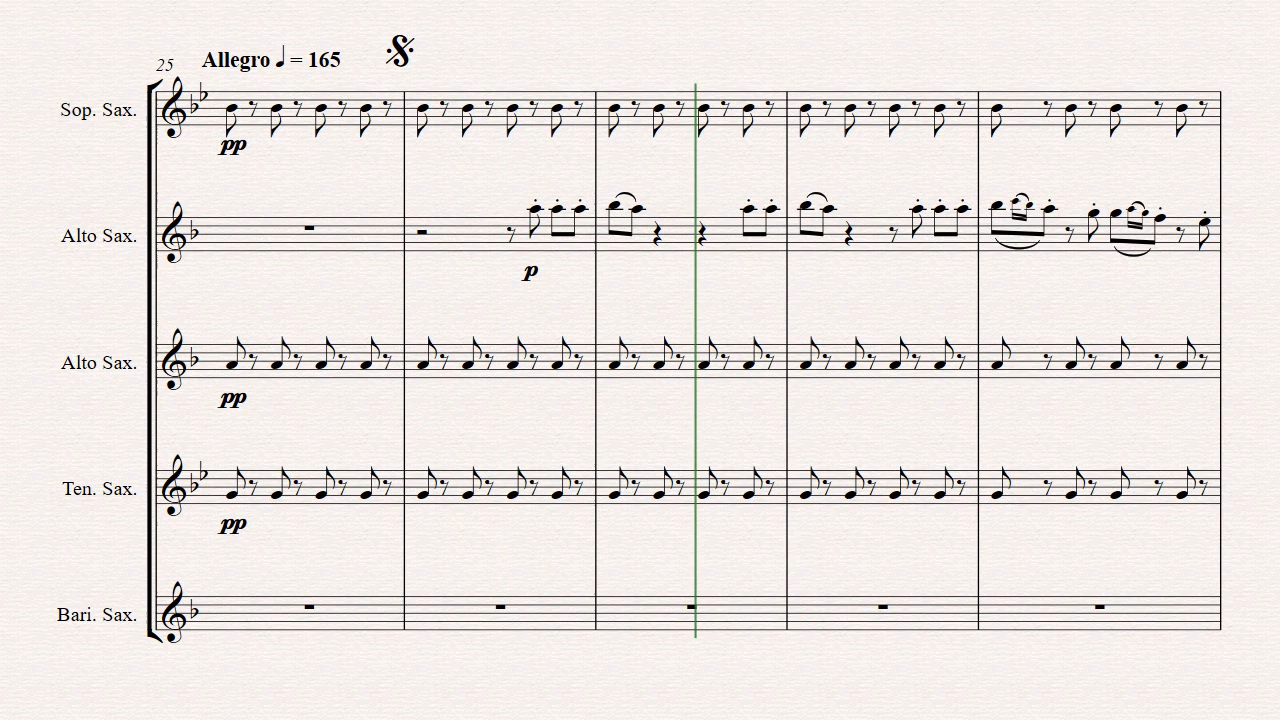 25 Allegro ♩ = 165
Sop. Sax.
pp
Alto Sax.
p
Alto Sax.
pp
Ten. Sax.
pp
Bari. Sax.